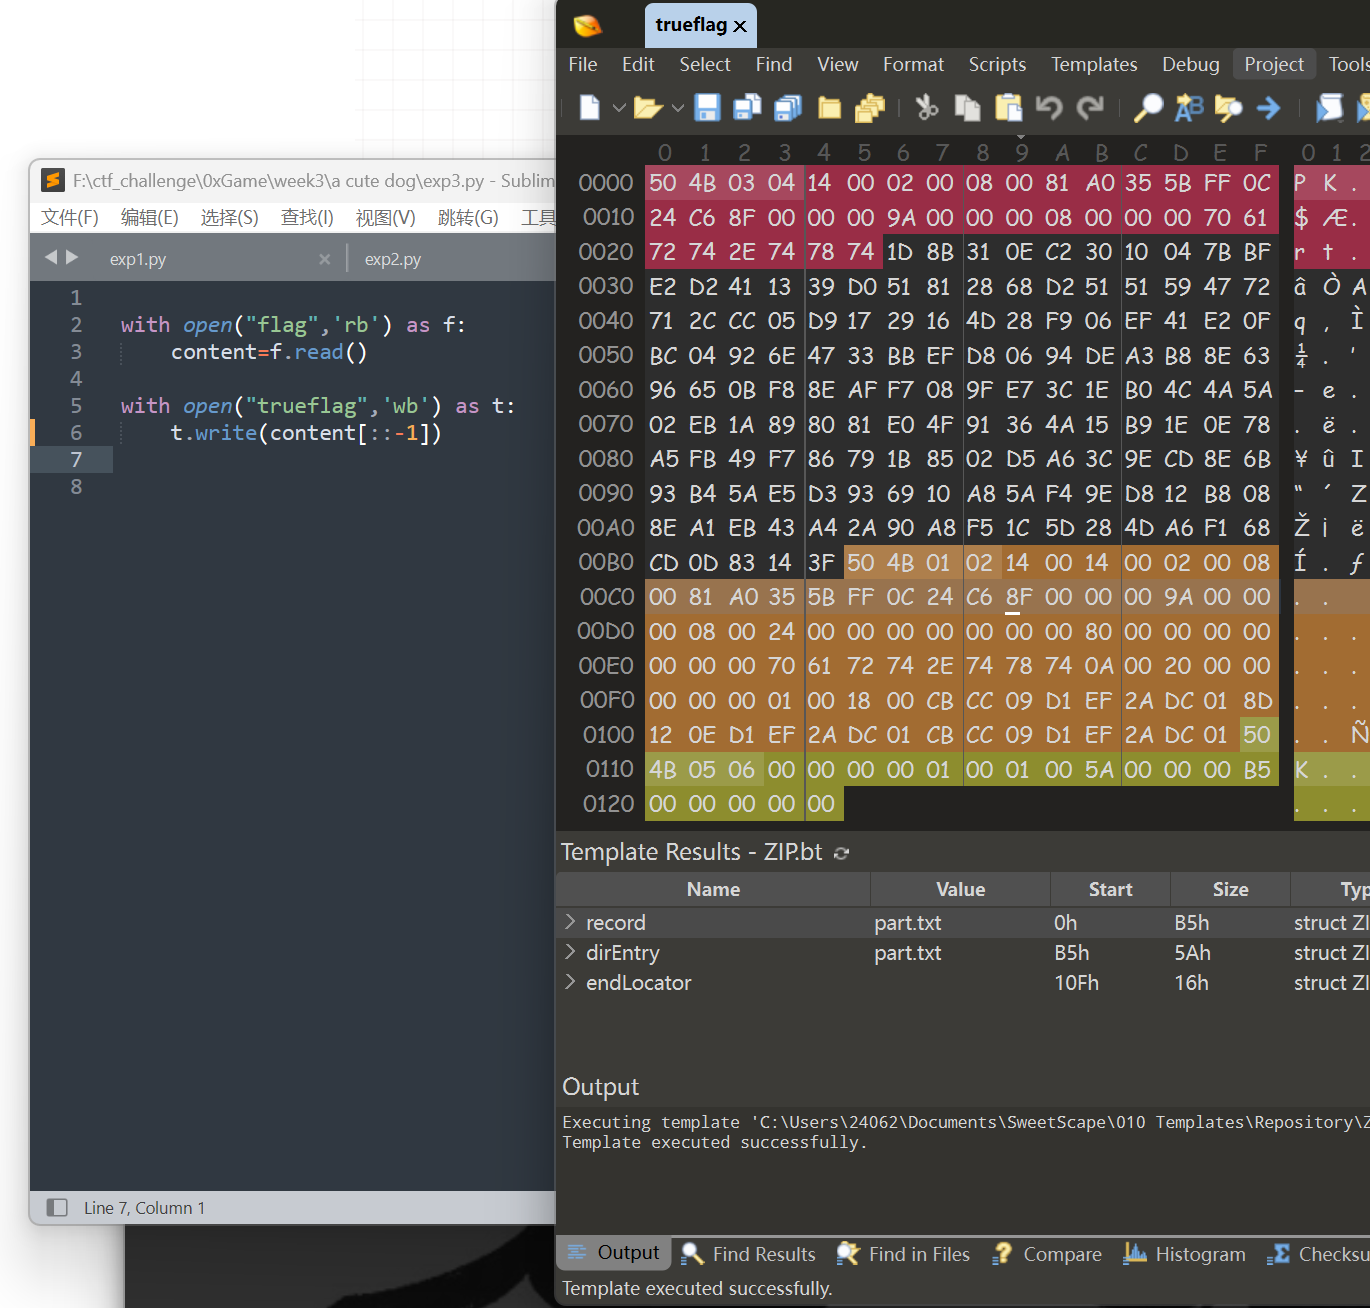 F:\ctf_challenge\0xGame\week3\a cute dog\exp3.py - Sublim
文件(F) 编辑(E) 选择(S) 查找(I) 视图(V) 跳转(G) 工具
exp1.py × exp2.py
1
2 with open("flag",'rb') as f:
3 content=f.read()
4
5 with open("trueflag",'wb') as t:
6 t.write(content[::-1])
7
8
Line 7, Column 1
trueflag ×
File Edit Select Find View Format Scripts Templates Debug Project Tools
0 1 2 3 4 5 6 7 8 9 A B C D E F 0 1 2
0000 50 4B 03 04 14 00 02 00 08 00 81 A0 35 5B FF 0C P K .
0010 24 C6 8F 00 00 00 9A 00 00 00 08 00 00 00 70 61 $ Æ .
0020 72 74 2E 74 78 74 1D 8B 31 0E C2 30 10 04 7B BF r t .
0030 E2 D2 41 13 39 D0 51 81 28 68 D2 51 51 59 47 72 â Ò A
0040 71 2C CC 05 D9 17 29 16 4D 28 F9 06 EF 41 E2 0F q , Ì
0050 BC 04 92 6E 47 33 BB EF D8 06 94 DE A3 B8 8E 63 ¼ . '
0060 96 65 0B F8 8E AF F7 08 9F E7 3C 1E B0 4C 4A 5A – e .
0070 02 EB 1A 89 80 81 E0 4F 91 36 4A 15 B9 1E 0E 78 . ë .
0080 A5 FB 49 F7 86 79 1B 85 02 D5 A6 3C 9E CD 8E 6B ¥ û I
0090 93 B4 5A E5 D3 93 69 10 A8 5A F4 9E D8 12 B8 08 “ ´ Z
00A0 8E A1 EB 43 A4 2A 90 A8 F5 1C 5D 28 4D A6 F1 68 Ž ¡ ë
00B0 CD 0D 83 14 3F 50 4B 01 02 14 00 14 00 02 00 08 Í . ƒ
00C0 00 81 A0 35 5B FF 0C 24 C6 8F 00 00 00 9A 00 00 . .
00D0 00 08 00 24 00 00 00 00 00 00 00 80 00 00 00 00 . . .
00E0 00 00 00 70 61 72 74 2E 74 78 74 0A 00 20 00 00 . . .
00F0 00 00 00 01 00 18 00 CB CC 09 D1 EF 2A DC 01 8D . . .
0100 12 0E D1 EF 2A DC 01 CB CC 09 D1 EF 2A DC 01 50 . . Ñ
0110 4B 05 06 00 00 00 00 01 00 01 00 5A 00 00 00 B5 K . .
0120 00 00 00 00 00 . . .
Template Results - ZIP.bt
Name Value Start Size Typ
record part.txt 0h B5h struct ZI
dirEntry part.txt B5h 5Ah struct ZI
endLocator 10Fh 16h struct ZI
Output
Executing template 'C:\Users\24062\Documents\SweetScape\010 Templates\Repository\Z
Template executed successfully.
Output Find Results Find in Files Compare Histogram Checksu
Template executed successfully.